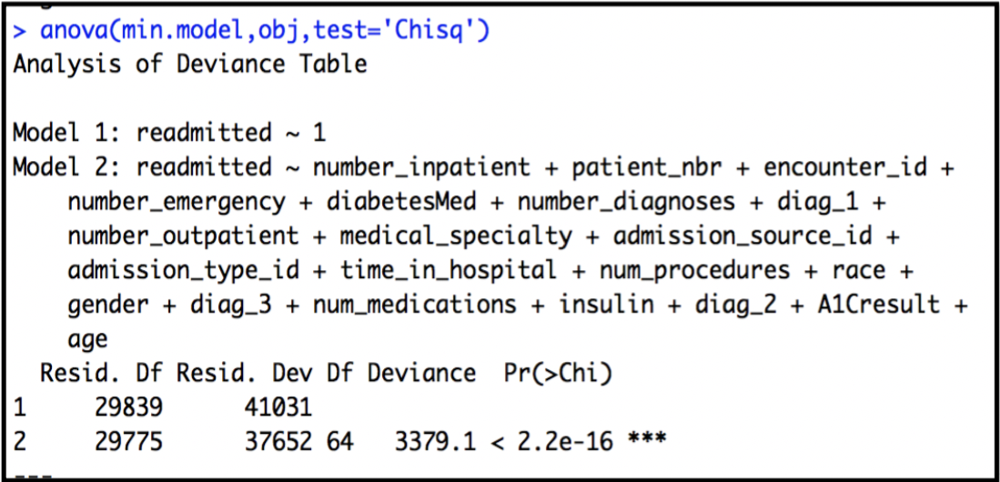 > anova(min.model,obj,test='Chisq')
Analysis of Deviance Table
Model 1: readmitted ~ 1
Model 2: readmitted ~ number_inpatient + patient_nbr + encounter_id +
number_emergency + diabetesMed + number_diagnoses + diag_1 +
number_outpatient + medical_specialty + admission_source_id +
admission_type_id + time_in_hospital + num_procedures + race +
gender + diag_3 + num_medications + insulin + diag_2 + A1Cresult +
age
Resid. Df Resid. Dev Df Deviance  Pr(>Chi)
1     29839      41031
2     29775      37652 64   3379.1 < 2.2e-16 ***
---